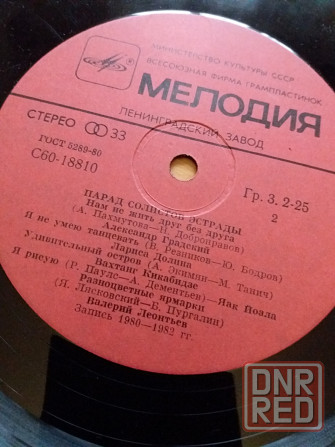 МИНИСТЕРСТВО КУЛЬТУРЫ СССР
ВСЕСОЮЗНАЯ ФИРМА ГРАМПЛАСТИНОК
МЕЛОДИЯ
ЛЕНИНГРАДСКИЙ ЗАВОД
СТЕРЕО 33
ГОСТ 5289-80
С60-18810
Гр. 3. 2-25
2
ПАРАД СОЛИСТОВ ЭСТРАДЫ
Нам не жить друг без друга
(А. Пахмутова—Н. Добронравов)
Александр Градский
Я не умею танцевать (В. Резников—Ю. Бодров)
Лариса Долина
Удивительный остров (А. Экимян—М. Танич)
Вахтанг Кикабидзе
Я рисую (Р. Паулс—А. Дементьев)—Яак Йоала
Разноцветные ярмарки
(Я. Лясковский—Б. Пургалин)
Валерий Леонтьев
Запись 1980—1982 гг.
DNR
RED